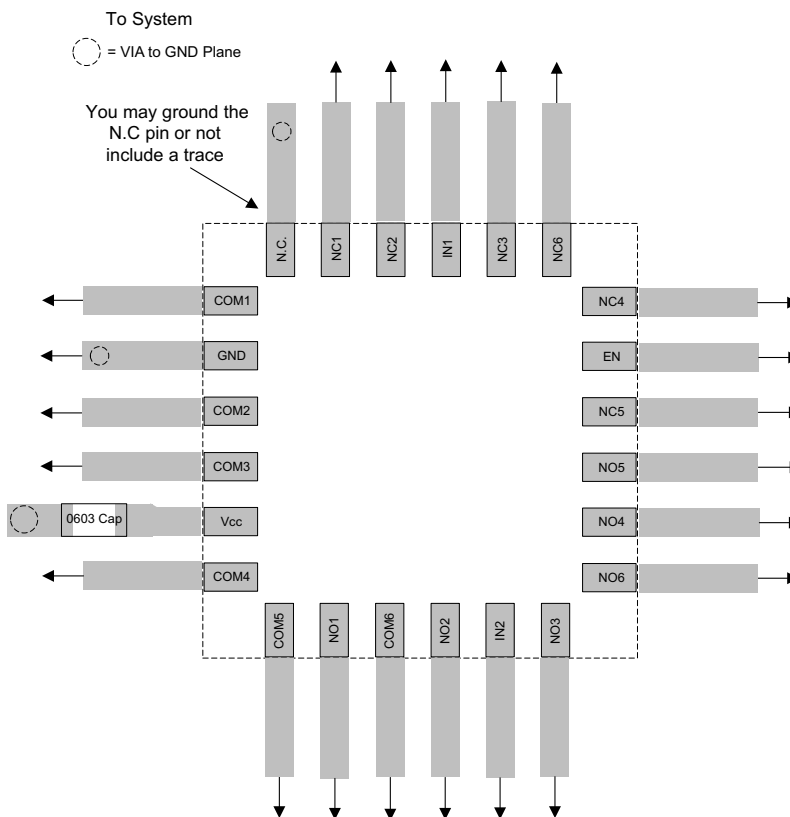 To System
= VIA to GND Plane
You may ground the
N.C pin or not
include a trace
N.C.
NC1
NC2
IN1
NC3
NC6
COM1
GND
COM2
COM3
0603 Cap
Vcc
COM4
NC4
EN
NC5
NO5
NO4
NO6
COM5
NO1
COM6
NO2
IN2
NO3